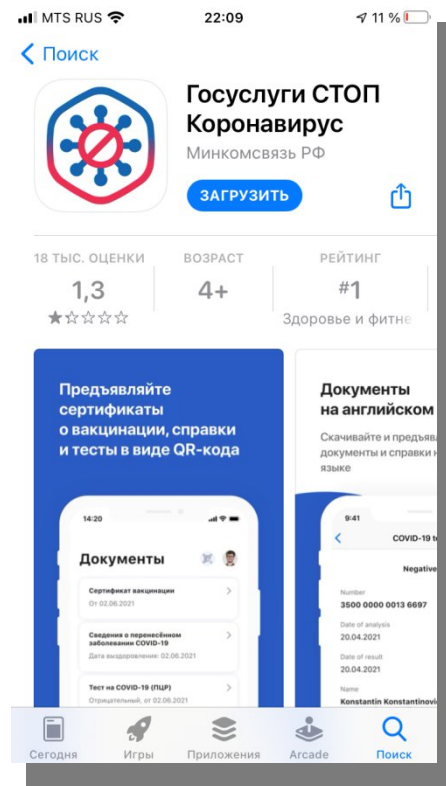 MTS RUS 22:09 11 %
Поиск
Госуслуги СТОП
Коронавирус
Минкомсвязь РФ
ЗАГРУЗИТЬ
18 ТЫС. ОЦЕНКИ ВОЗРАСТ РЕЙТИНГ
1,3 4+ #1
Здоровье и фитне
Предъявляйте
сертификаты
о вакцинации, справки
и тесты в виде QR-кода
14:20
Документы
Сертификат вакцинации
От 02.06.2021
Сведения о перенесённом
заболевании COVID-19
Дата выздоровления: 02.06.2021
Тест на COVID-19 (ПЦР)
Отрицательный, от 02.06.2021
Документы
на английском
Скачивайте и предъяв
документы и справки н
языке
9:41
COVID-19 t
Negative
Number
3500 0000 0013 6697
Date of analysis
20.04.2021
Date of result
20.04.2021
Name
Konstantin Konstantinovi
Сегодня Игры Приложения Arcade Поиск